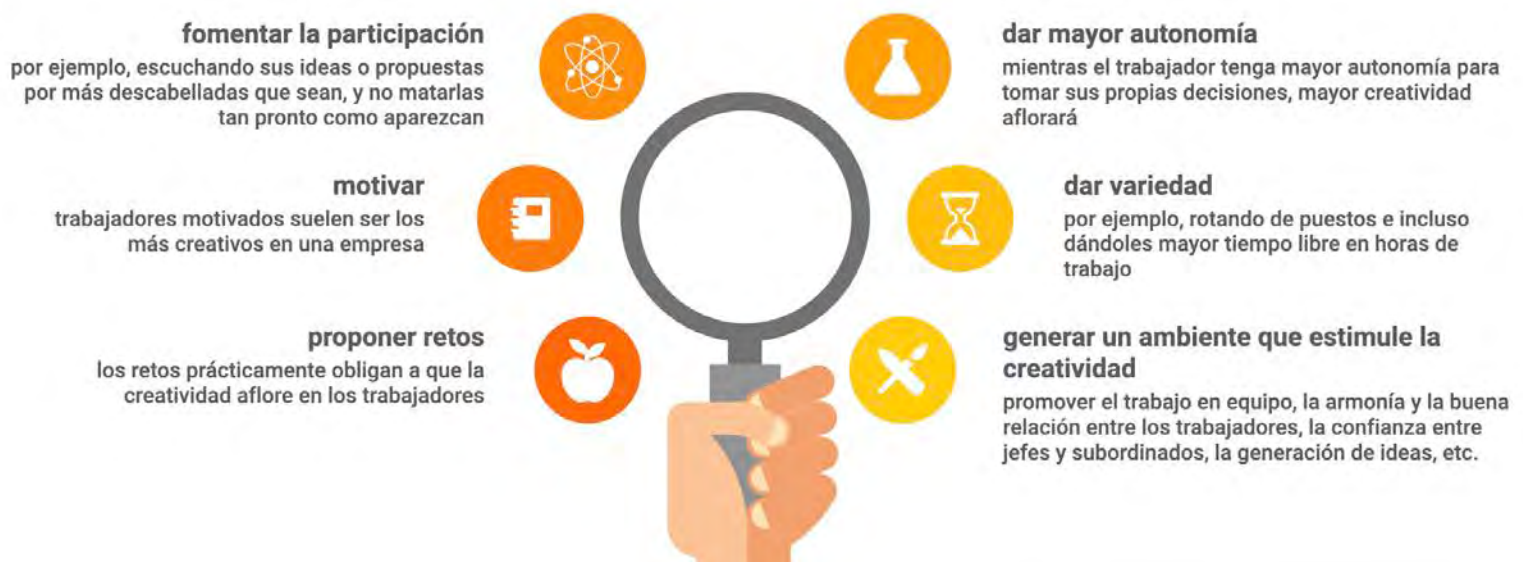 fomentar la participación
por ejemplo, escuchando sus ideas o propuestas
por más descabelladas que sean, y no matarlas
tan pronto como aparezcan
motivar
trabajadores motivados suelen ser los
más creativos en una empresa
proponer retos
los retos prácticamente obligan a que la
creatividad aflore en los trabajadores
dar mayor autonomía
mientras el trabajador tenga mayor autonomía para
tomar sus propias decisiones, mayor creatividad
aflorará
dar variedad
por ejemplo, rotando de puestos e incluso
dándoles mayor tiempo libre en horas de
trabajo
generar un ambiente que estimule la
creatividad
promover el trabajo en equipo, la armonía y la buena
relación entre los trabajadores, la confianza entre
jefes y subordinados, la generación de ideas, etc.